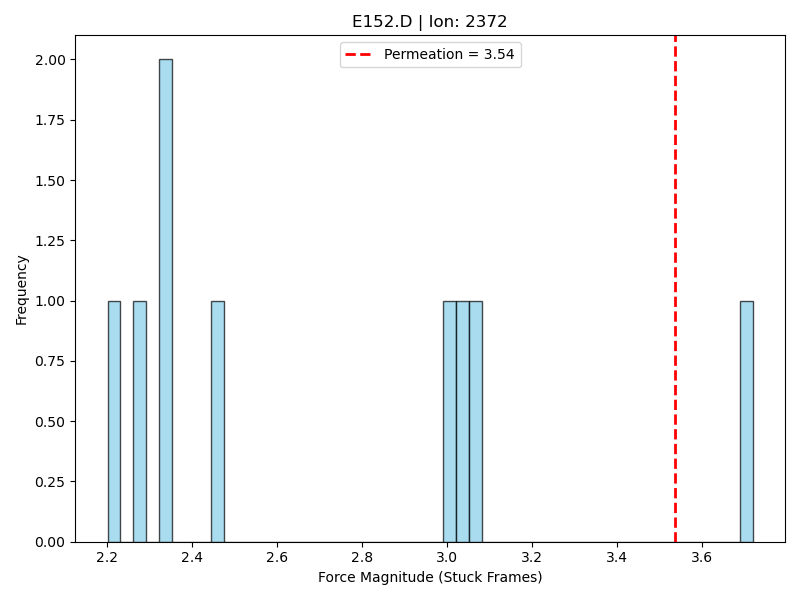 E152.D | Ion: 2372
Permeation = 3.54
Frequency
2.00
1.75
1.50
1.25
1.00
0.75
0.50
0.25
0.00
2.2 2.4 2.6 2.8 3.0 3.2 3.4 3.6
Force Magnitude (Stuck Frames)